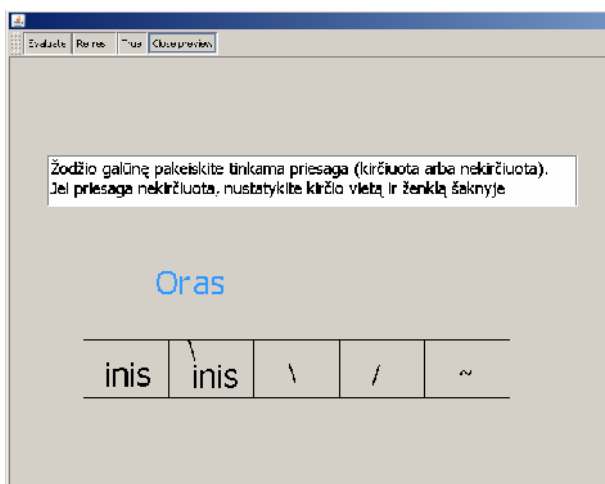 Evaluate Refres True Close preview
Žodžio galūnę pakeiskite tinkama priesaga (kirčiuota arba nekirčiuota).
Jei priesaga nekirčiuota, nustatykite kirčio vietą ir ženklą šaknyje
Oras
inis \inis \ / ~